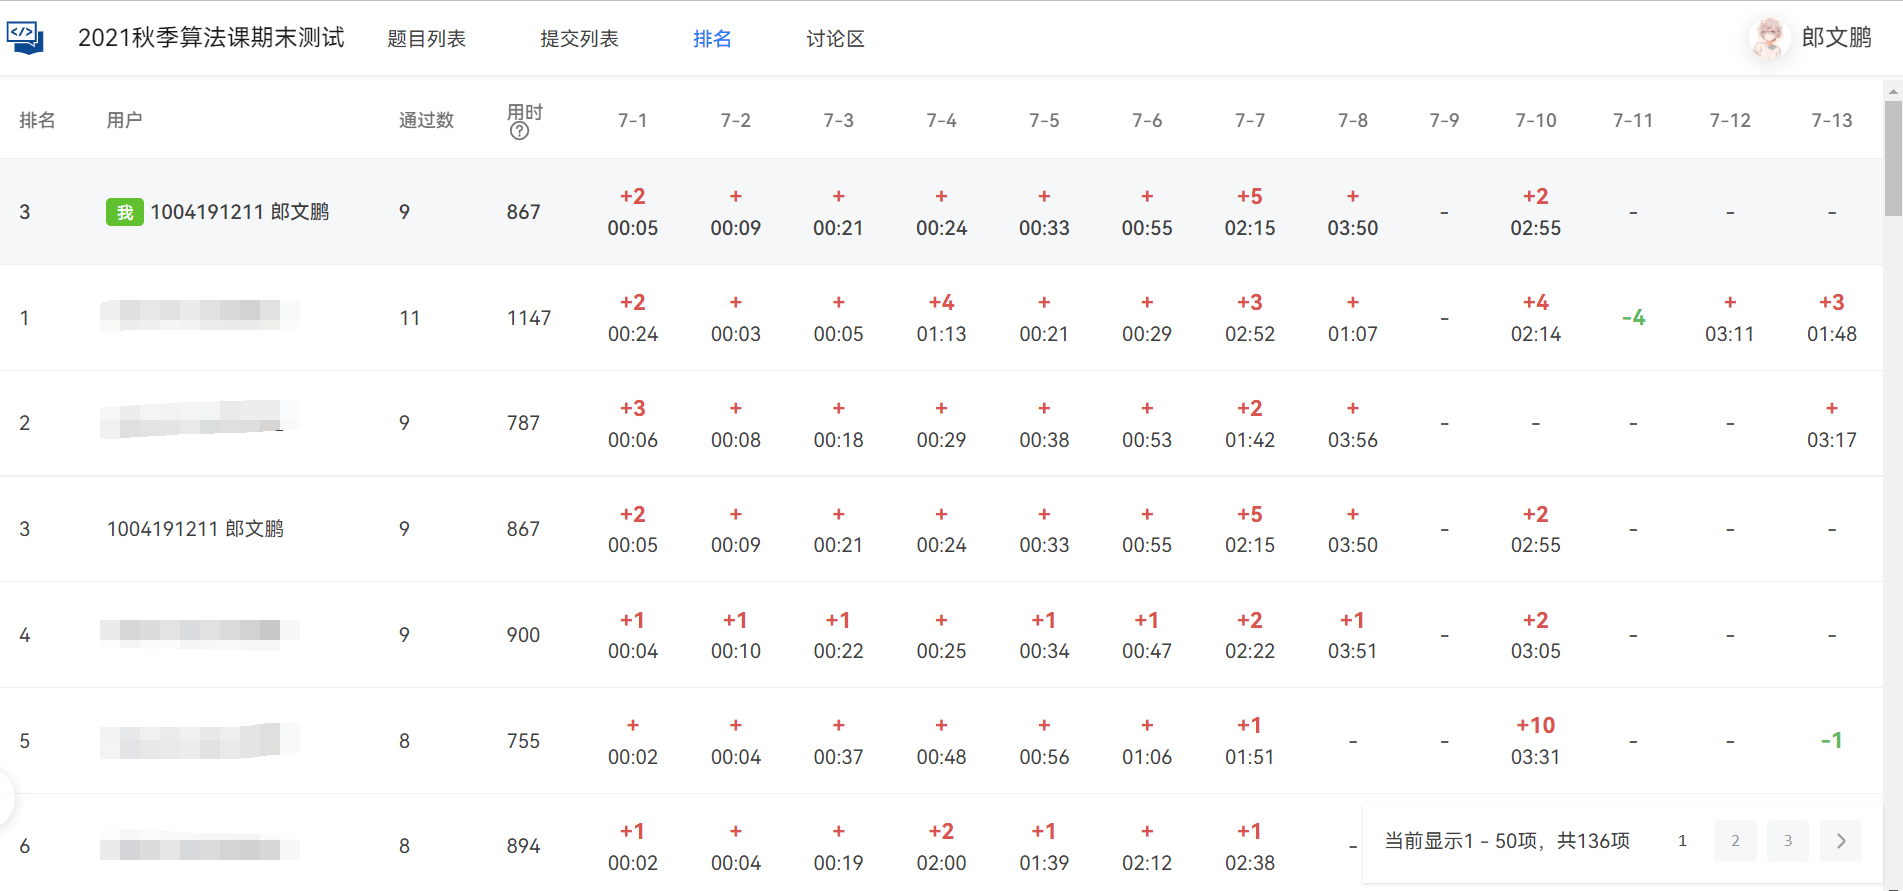 </> 2021秋季算法课期末测试 题目列表 提交列表 排名 讨论区 郎文鹏
排名 用户 通过数 用时 ? 7-1 7-2 7-3 7-4 7-5 7-6 7-7 7-8 7-9 7-10 7-11 7-12 7-13
+2 + + + + + +5 + +2
3 我 1004191211 郎文鹏 9 867 - - - -
00:05 00:09 00:21 00:24 00:33 00:55 02:15 03:50 02:55
+2 + + +4 + + +3 + +4 + +3
1 11 1147 - -4
00:24 00:03 00:05 01:13 00:21 00:29 02:52 01:07 02:14 03:11 01:48
+3 + + + + + +2 + +
2 9 787 - - - -
00:06 00:08 00:18 00:29 00:38 00:53 01:42 03:56 03:17
+2 + + + + + +5 + +2
3 1004191211 郎文鹏 9 867 - - - -
00:05 00:09 00:21 00:24 00:33 00:55 02:15 03:50 02:55
+1 +1 +1 + +1 +1 +2 +1 +2
4 9 900 - - - -
00:04 00:10 00:22 00:25 00:34 00:47 02:22 03:51 03:05
+ + + + + + +1 +10
5 8 755 - - - - -1
00:02 00:04 00:37 00:48 00:56 01:06 01:51 03:31
+1 + + +2 +1 + +1
6 8 894 -
00:02 00:04 00:19 02:00 01:39 02:12 02:38
当前显示1 - 50项，共136项 1 2 3 >